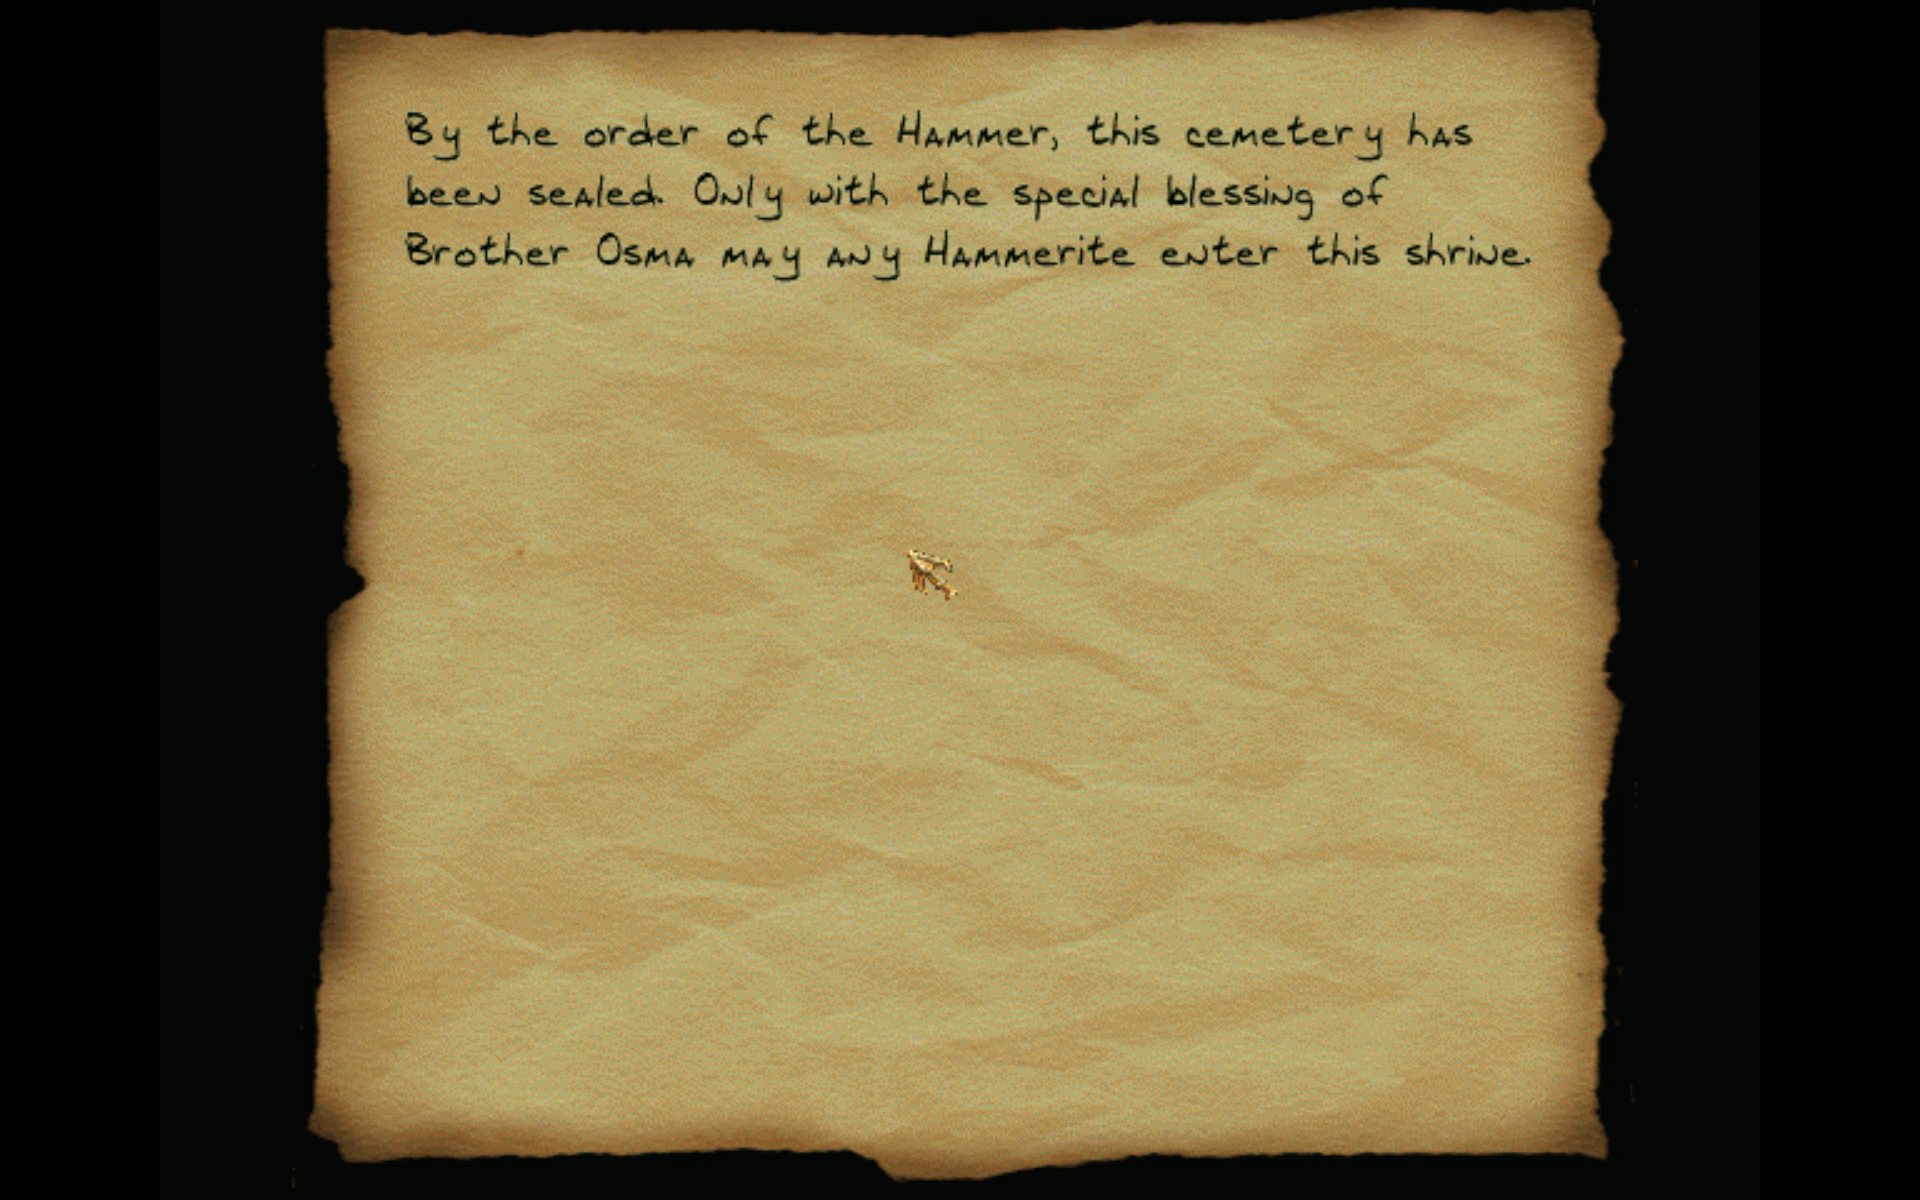 By the order of the Hammer, this cemetery has
been sealed. Only with the special blessing of
Brother Osma may any Hammerite enter this shrine.